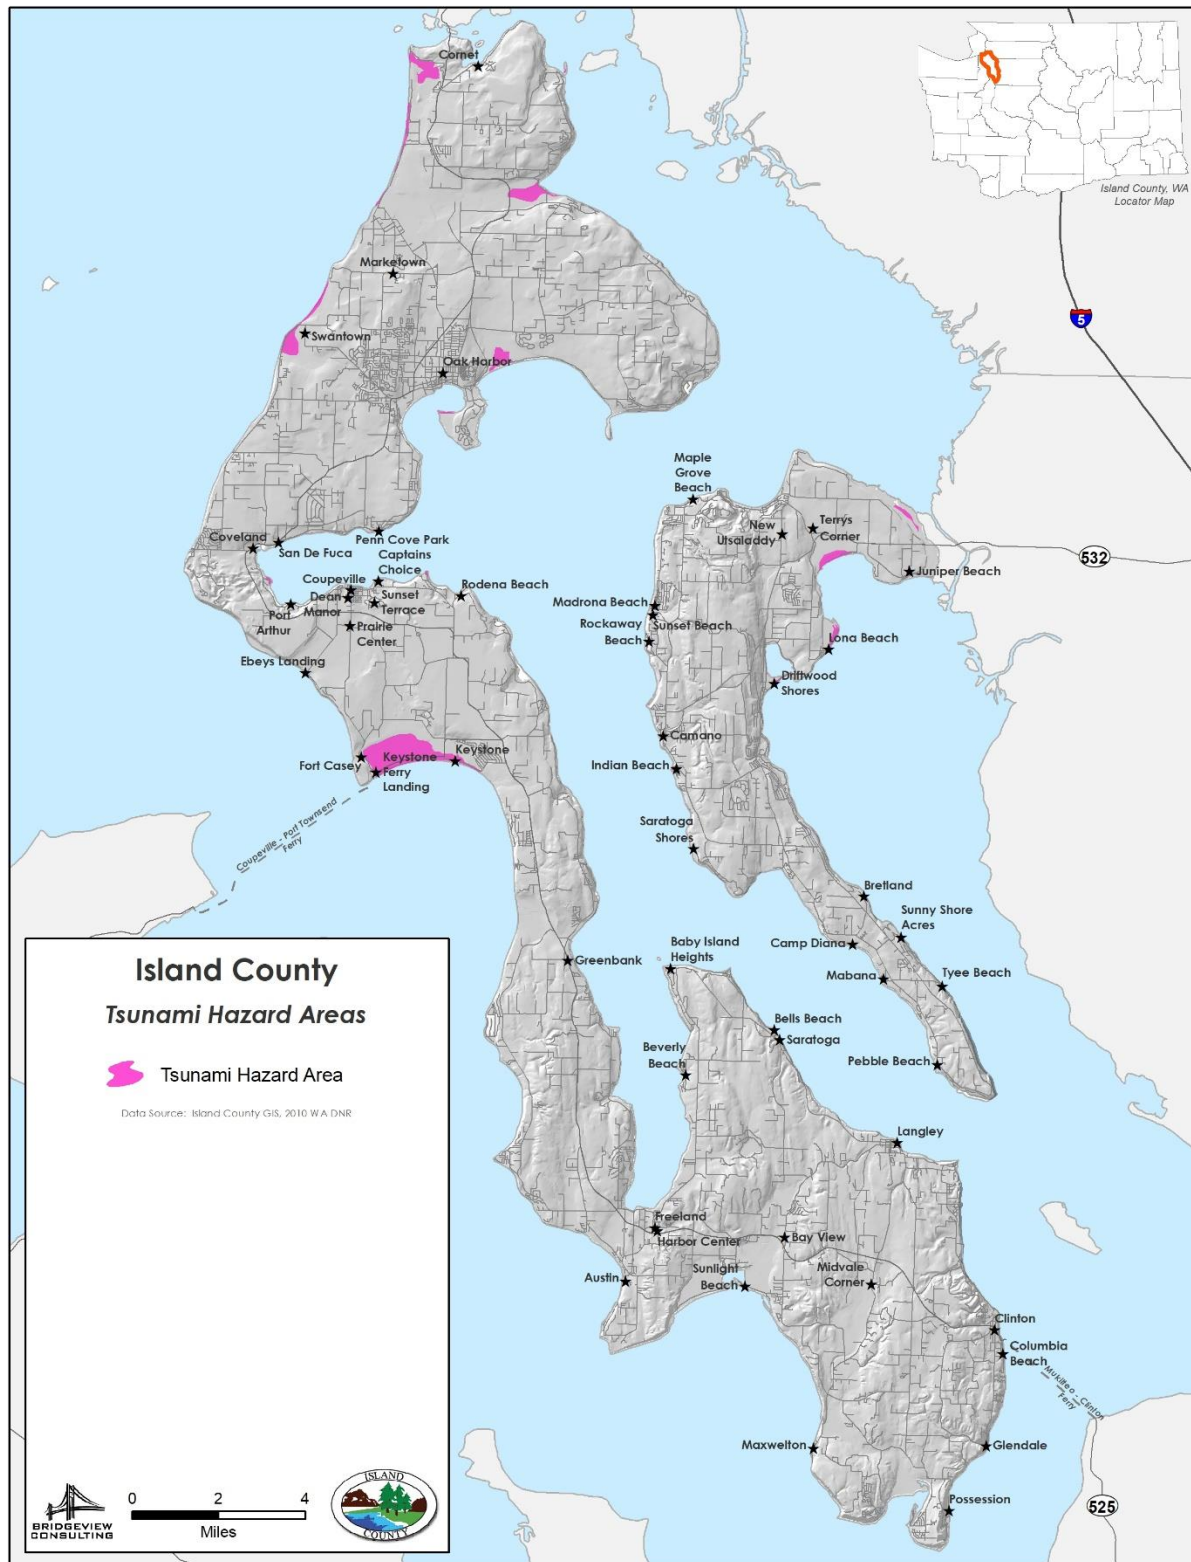 Cornet
Island County, WA
Locator Map
5
Marketown
Swantown
Oak Harbor
Maple
Grove
Beach
New
Utsaladdy
Terrys
Corner
532
Juniper Beach
Coveland
San De Fuca
Penn Cove Park
Captains
Choice
Coupeville
Dean
Manor
Sunset
Terrace
Rodena Beach
Port
Arthur
Prairie
Center
Madrona Beach
Sunset Beach
Rockaway
Beach
Lona Beach
Ebeys Landing
Driftwood
Shores
Camano
Fort Casey
Keystone
Ferry
Landing
Keystone
Indian Beach
Coupeville - Port Townsend
Ferry
Saratoga
Shores
Bretland
Sunny Shore
Acres
Camp Diana
Mabana
Tyee Beach
Greenbank
Baby Island
Heights
Bells Beach
Saratoga
Beverly
Beach
Pebble Beach
Langley
Freeland
Harbor Center
Bay View
Austin
Sunlight
Beach
Midvale
Corner
Clinton
Columbia
Beach
Mukilteo - Clinton
Ferry
Maxwelton
Glendale
Possession
525
Island County
Tsunami Hazard Areas
Tsunami Hazard Area
Data Source: Island County GIS, 2010 WA DNR
BRIDGEVIEW
CONSULTING
0 2 4
Miles
ISLAND
COUNTY